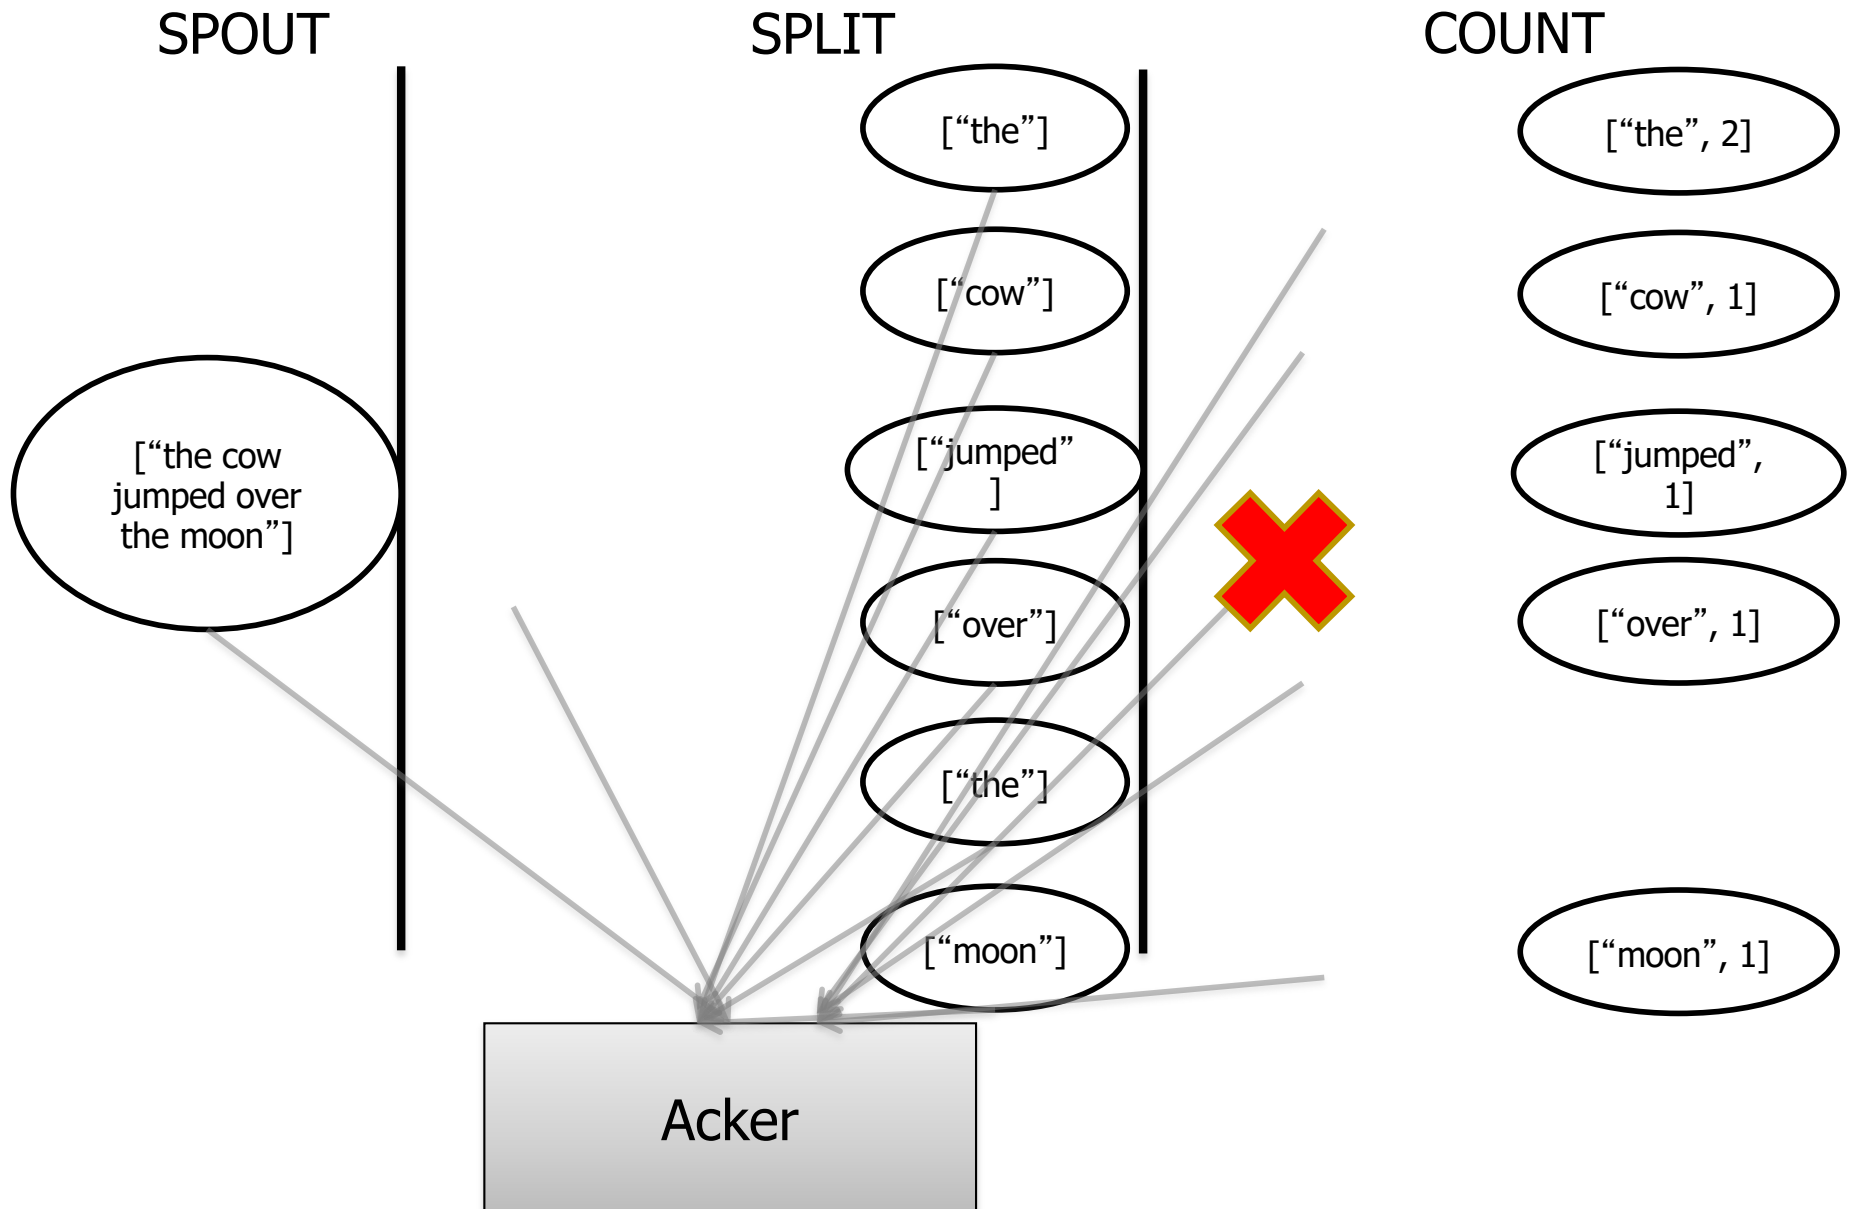 SPOUT
SPLIT
COUNT
[“the”]
[“the”, 2]
[“cow”]
[“cow”, 1]
[“the cow
jumped over
the moon”]
[“jumped”
]
[“jumped”,
1]
[“over”]
[“over”, 1]
[“the”]
[“moon”]
[“moon”, 1]
Acker